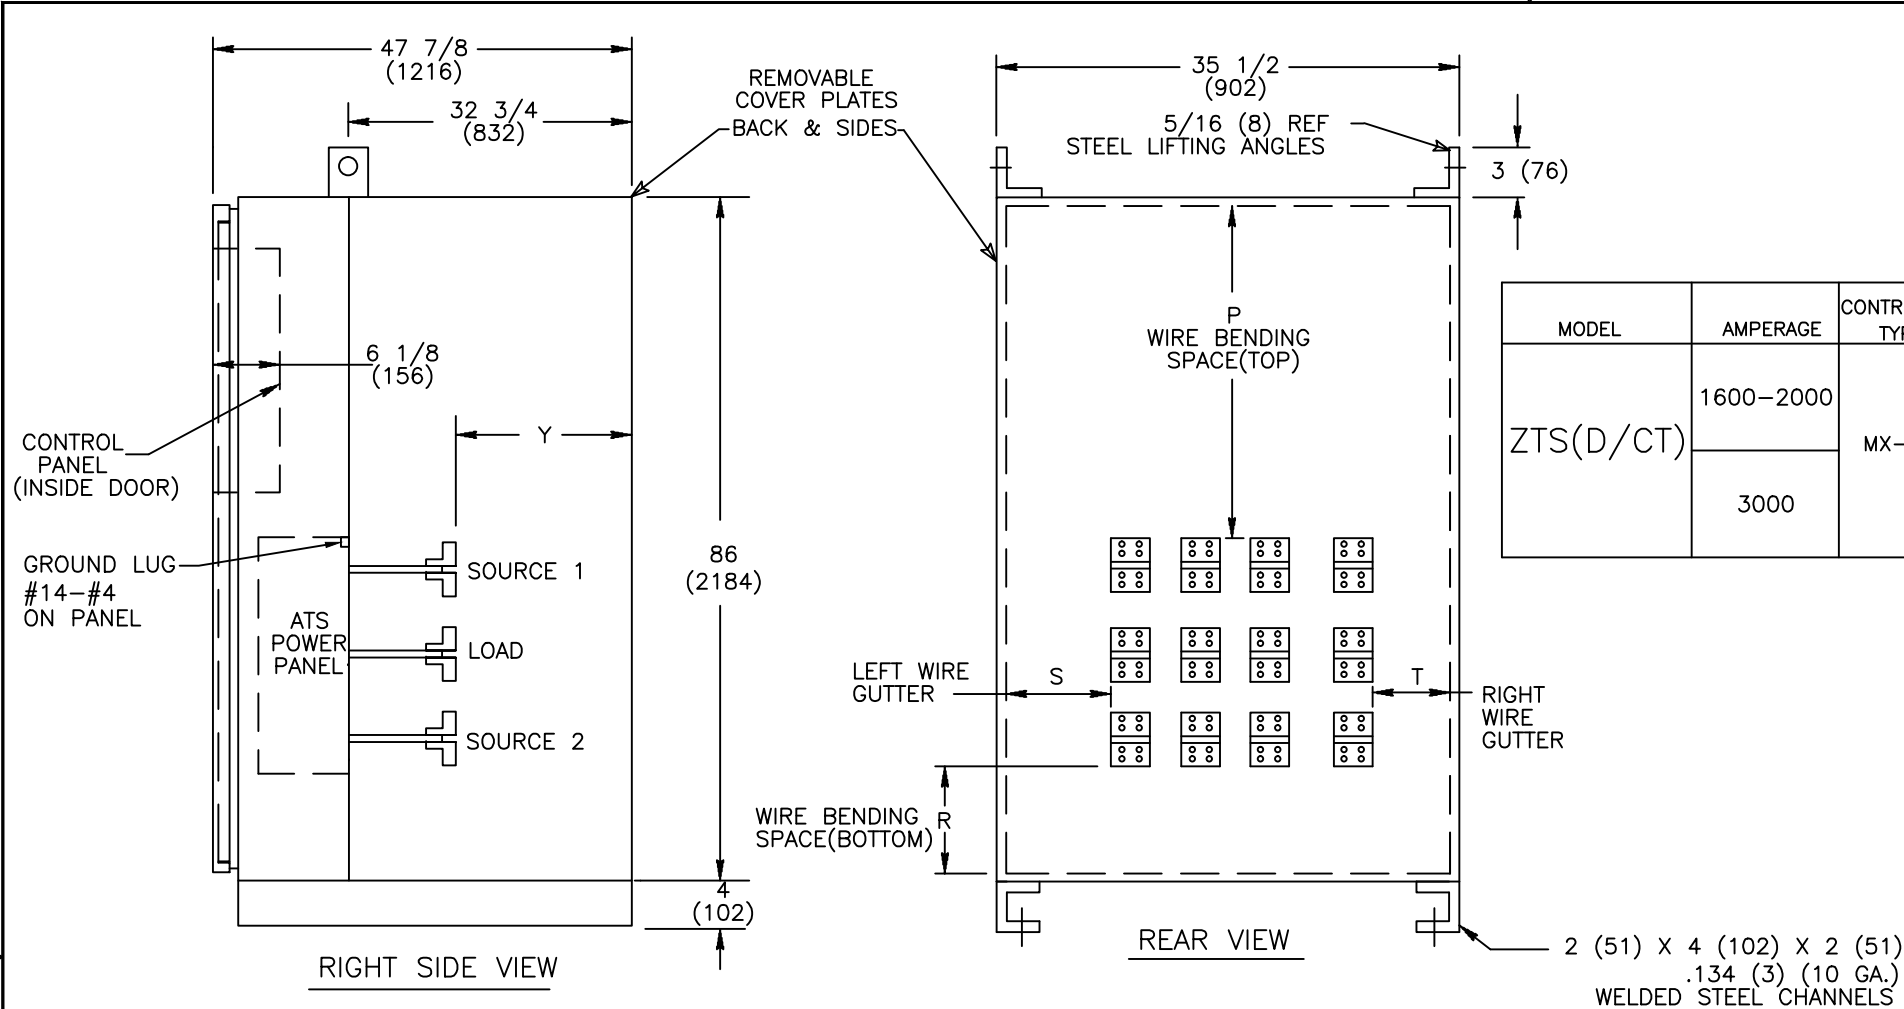 47 7/8
(1216)
32 3/4
(832)
REMOVABLE
COVER PLATES
BACK & SIDES
6 1/8
(156)
Y
CONTROL
PANEL
(INSIDE DOOR)
GROUND LUG
#14-#4
ON PANEL
ATS
POWER
PANEL
SOURCE 1
LOAD
SOURCE 2
86
(2184)
4
(102)
RIGHT SIDE VIEW
35 1/2
(902)
5/16 (8) REF
STEEL LIFTING ANGLES
3 (76)
P
WIRE BENDING
SPACE(TOP)
LEFT WIRE
GUTTER
S
T
RIGHT
WIRE
GUTTER
WIRE BENDING
SPACE(BOTTOM)
R
REAR VIEW
2 (51) X 4 (102) X 2 (51)
.134 (3) (10 GA.)
WELDED STEEL CHANNELS
MODEL
AMPERAGE
ZTS(D/CT)
1600-2000
3000
MX-